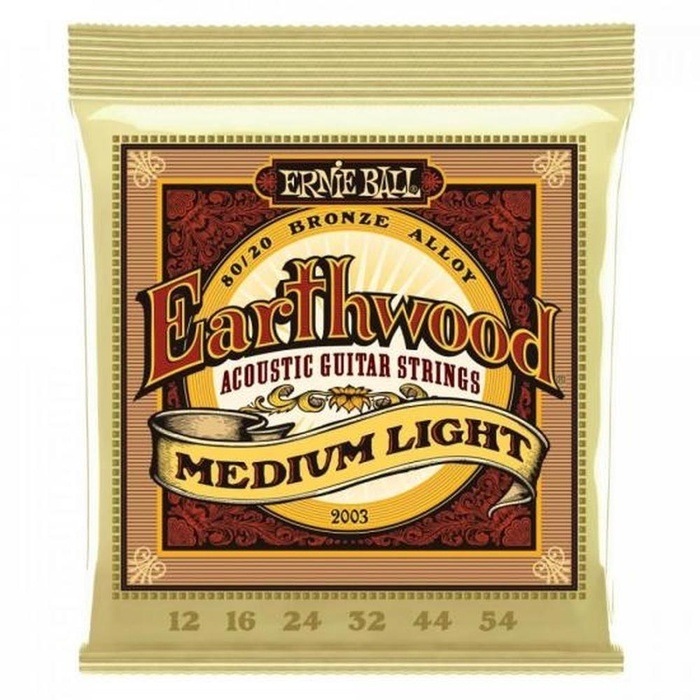 ERNIE BALL®
80/20 BRONZE ALLOY
Earthwood®
ACOUSTIC GUITAR STRINGS
MEDIUM LIGHT
2003
12 16 24 32 44 54